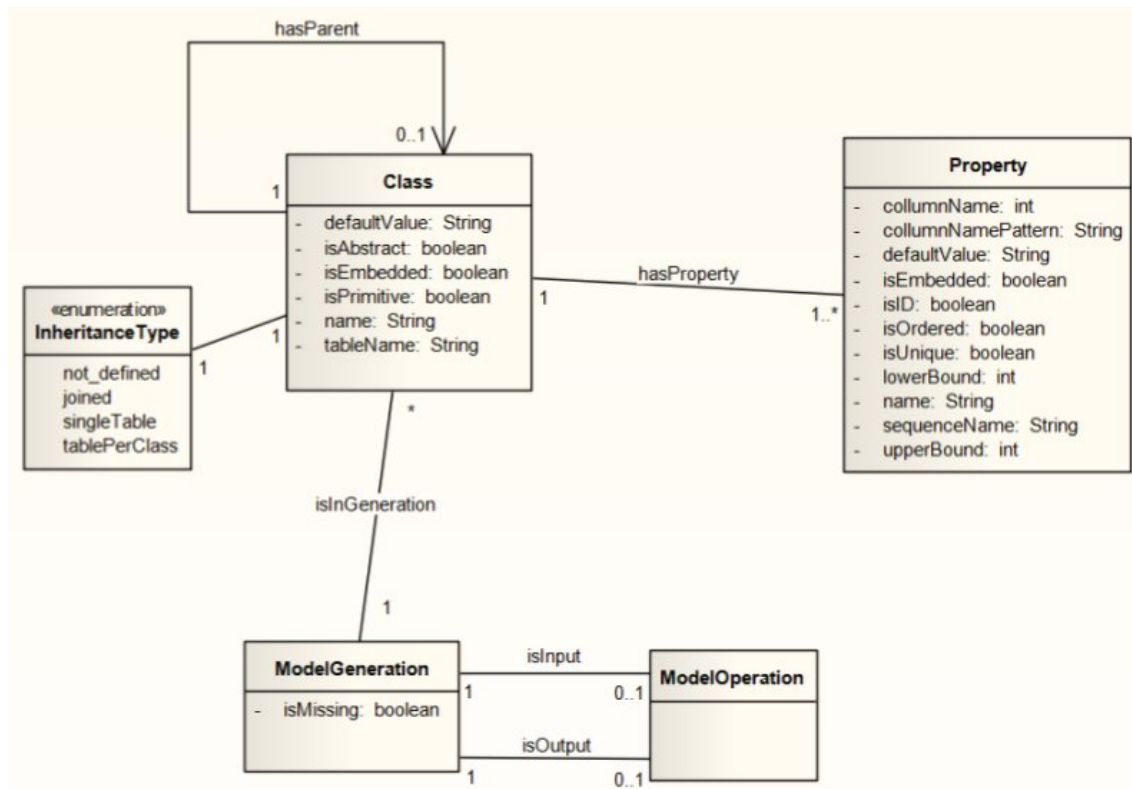 hasParent
0..1
1
Class
- defaultValue: String
- isAbstract: boolean
- isEmbedded: boolean
- isPrimitive: boolean
- name: String
- tableName: String
Property
- collumnName: int
- collumnNamePattern: String
- defaultValue: String
- isEmbedded: boolean
- isID: boolean
- isOrdered: boolean
- isUnique: boolean
- lowerBound: int
- name: String
- sequenceName: String
- upperBound: int
hasProperty
1
1..*
«enumeration»
InheritanceType
not_defined
joined
singleTable
tablePerClass
1
1
*
isInGeneration
1
ModelGeneration
- isMissing: boolean
isInput
1
0..1
ModelOperation
isOutput
1
0..1